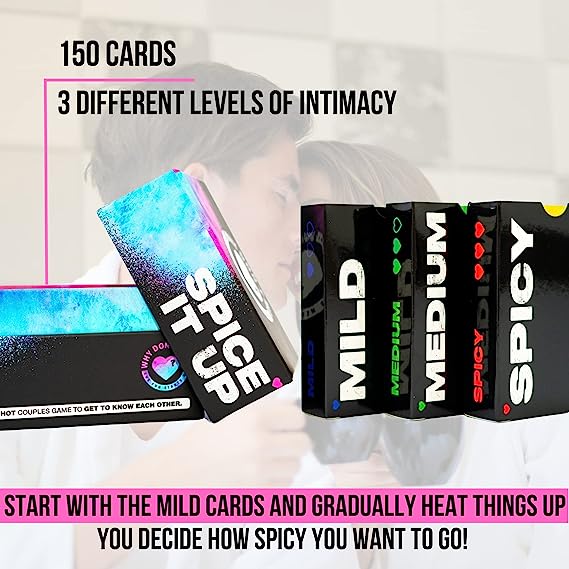 150 CARDS
3 DIFFERENT LEVELS OF INTIMACY
SPICE
IT UP
WHY DON
HOT COUPLES GAME TO GET TO KNOW EACH OTHER.
MILD
MILD
MEDIUM
MEDIUM
SPICY
SPICY
START WITH THE MILD CARDS AND GRADUALLY HEAT THINGS UP
YOU DECIDE HOW SPICY YOU WANT TO GO!